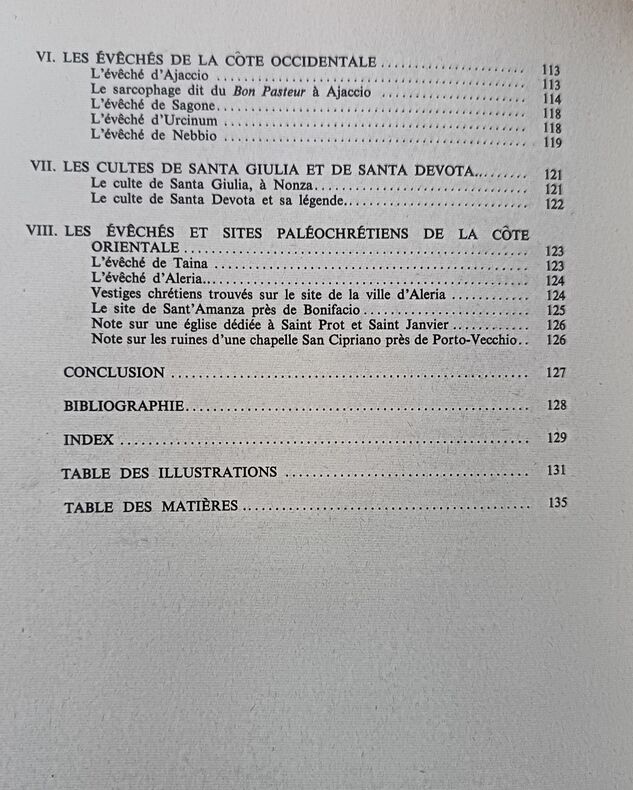 VI. LES ÉVÊCHÉS DE LA CÔTE OCCIDENTALE ..................... 113
L'évêché d'Ajaccio ............................................ 113
Le sarcophage dit du Bon Pasteur à Ajaccio ..................... 114
L'évêché de Sagone............................................. 118
L'évêché d'Urcinum ............................................ 118
L'évêché de Nebbio ............................................ 119
VII. LES CULTES DE SANTA GIULIA ET DE SANTA DEVOTA......... 121
Le culte de Santa Giulia, à Nonza................................ 121
Le culte de Santa Devota et sa légende........................... 122
VIII. LES ÉVÊCHÉS ET SITES PALÉOCHRÉTIENS DE LA CÔTE
ORIENTALE .................................................. 123
L'évêché de Taina .............................................. 123
L'évêché d'Aleria............................................... 124
Vestiges chrétiens trouvés sur le site de la ville d'Aleria ............ 124
Le site de Sant'Amanza près de Bonifacio........................ 125
Note sur une église dédiée à Saint Prot et Saint Janvier ............ 126
Note sur les ruines d'une chapelle San Cipriano près de Porto-Vecchio.. 126
CONCLUSION .................................................. 127
BIBLIOGRAPHIE................................................ 128
INDEX ........................................................ 129
TABLE DES ILLUSTRATIONS ................................... 131
TABLE DES MATIÈRES ......................................... 135